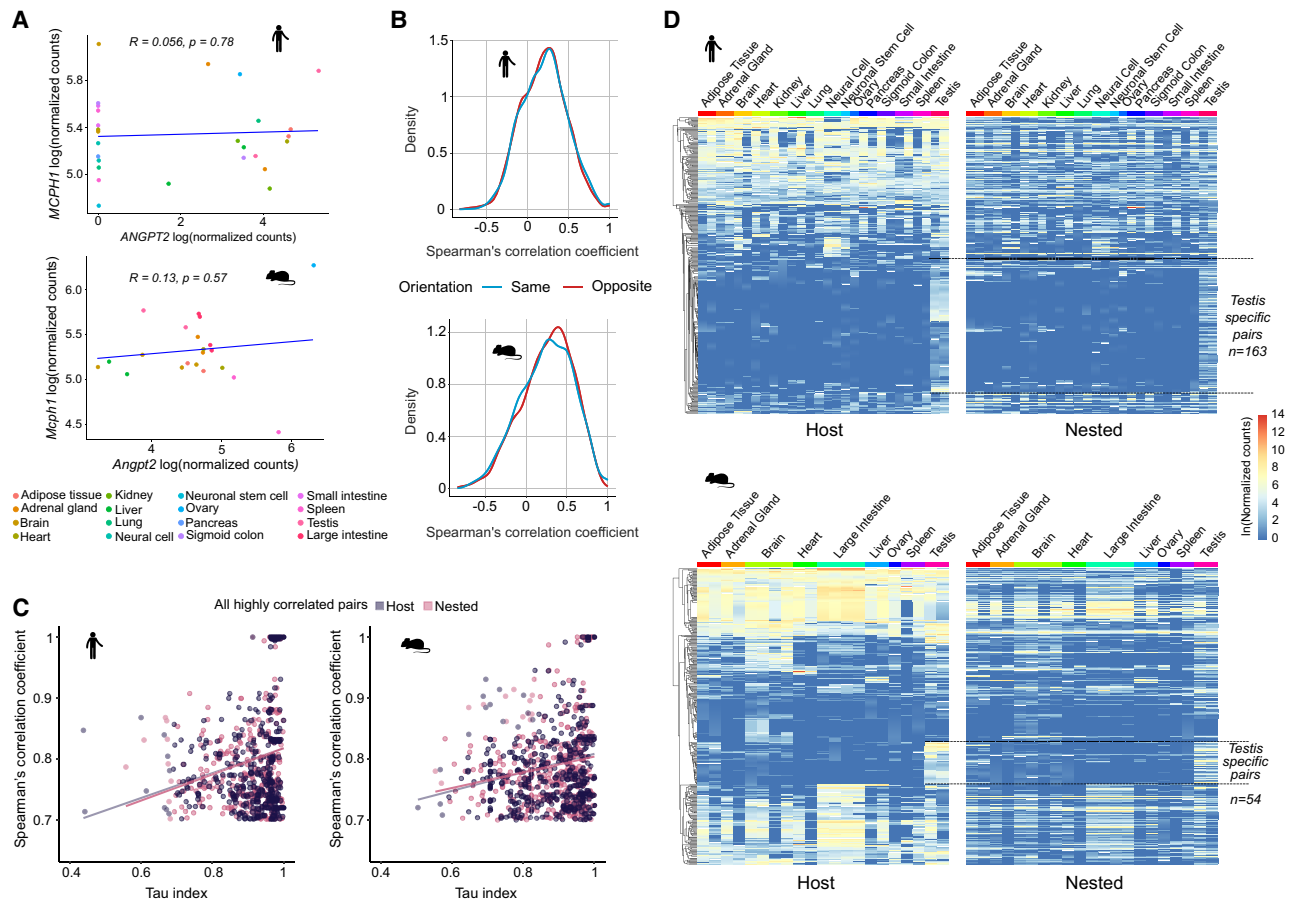 A
R = 0.056, p = 0.78
MCPH1 log(normalized counts)
5.8
5.4
5.0
0
2
4
ANGPT2 log(normalized counts)
R = 0.13, p = 0.57
Mcph1 log(normalized counts)
6.0
5.5
5.0
4.5
4
5
6
Angpt2 log(normalized counts)
Adipose tissue
Adrenal gland
Brain
Heart
Kidney
Liver
Lung
Neural cell
Neuronal stem cell
Ovary
Pancreas
Sigmoid colon
Small intestine
Spleen
Testis
Large intestine
B
Density
1.5
1
0.5
0
-0.5
0
0.5
1
Spearman's correlation coefficient
Orientation
Same
Opposite
Density
1.2
0.8
0.4
0
-0.5
0
0.5
1
Spearman's correlation coefficient
C
All highly correlated pairs
Host
Nested
Spearman's correlation coefficient
1
0.9
0.8
0.7
0.4
0.6
0.8
1
Tau index
Spearman's correlation coefficient
1
0.9
0.8
0.7
0.4
0.6
0.8
1
Tau index
D
Adipose Tissue
Adrenal Gland
Brain
Heart
Kidney
Liver
Lung
Neural Cell
Neuronal Stem Cell
Ovary
Pancreas
Sigmoid Colon
Small Intestine
Spleen
Testis
Adipose Tissue
Adrenal Gland
Brain
Heart
Kidney
Liver
Lung
Neural Cell
Neuronal Stem Cell
Ovary
Pancreas
Sigmoid Colon
Small Intestine
Spleen
Testis
Testis
specific
pairs
n=163
Host
Nested
ln(Normalized counts)
14
12
10
8
6
4
2
0
Adipose Tissue
Adrenal Gland
Brain
Heart
Large Intestine
Liver
Ovary
Spleen
Testis
Adipose Tissue
Adrenal Gland
Brain
Heart
Large Intestine
Liver
Ovary
Spleen
Testis
Testis
specific
pairs
n=54
Host
Nested